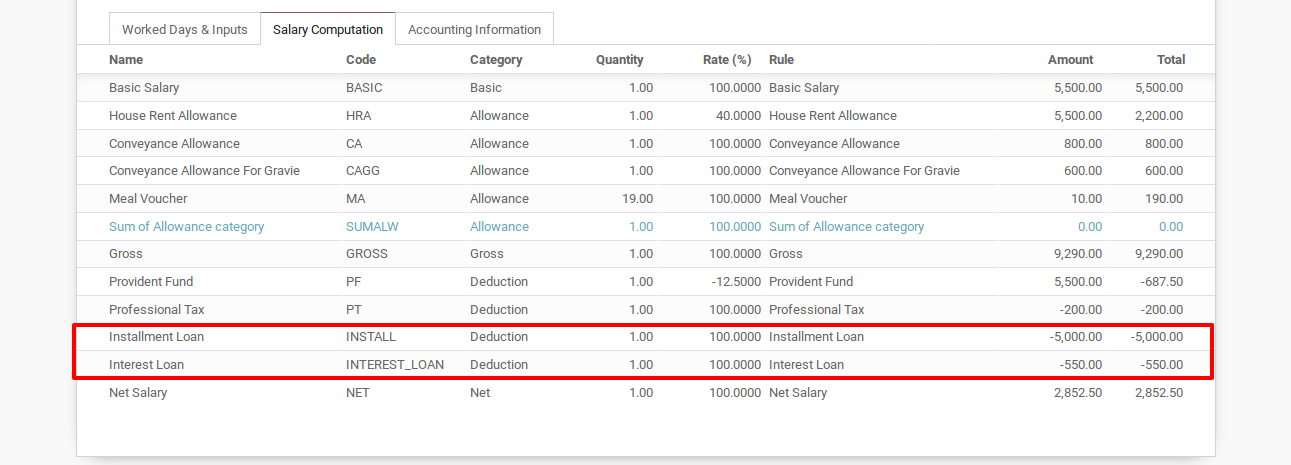 Worked Days & Inputs Salary Computation Accounting Information
Name Code Category Quantity Rate (%) Rule Amount Total
Basic Salary BASIC Basic 1.00 100.0000 Basic Salary 5,500.00 5,500.00
House Rent Allowance HRA Allowance 1.00 40.0000 House Rent Allowance 5,500.00 2,200.00
Conveyance Allowance CA Allowance 1.00 100.0000 Conveyance Allowance 800.00 800.00
Conveyance Allowance For Gravie CAGG Allowance 1.00 100.0000 Conveyance Allowance For Gravie 600.00 600.00
Meal Voucher MA Allowance 19.00 100.0000 Meal Voucher 10.00 190.00
Sum of Allowance category SUMALW Allowance 1.00 100.0000 Sum of Allowance category 0.00 0.00
Gross GROSS Gross 1.00 100.0000 Gross 9,290.00 9,290.00
Provident Fund PF Deduction 1.00 -12.5000 Provident Fund 5,500.00 -687.50
Professional Tax PT Deduction 1.00 100.0000 Professional Tax -200.00 -200.00
Installment Loan INSTALL Deduction 1.00 100.0000 Installment Loan -5,000.00 -5,000.00
Interest Loan INTEREST_LOAN Deduction 1.00 100.0000 Interest Loan -550.00 -550.00
Net Salary NET Net 1.00 100.0000 Net Salary 2,852.50 2,852.50